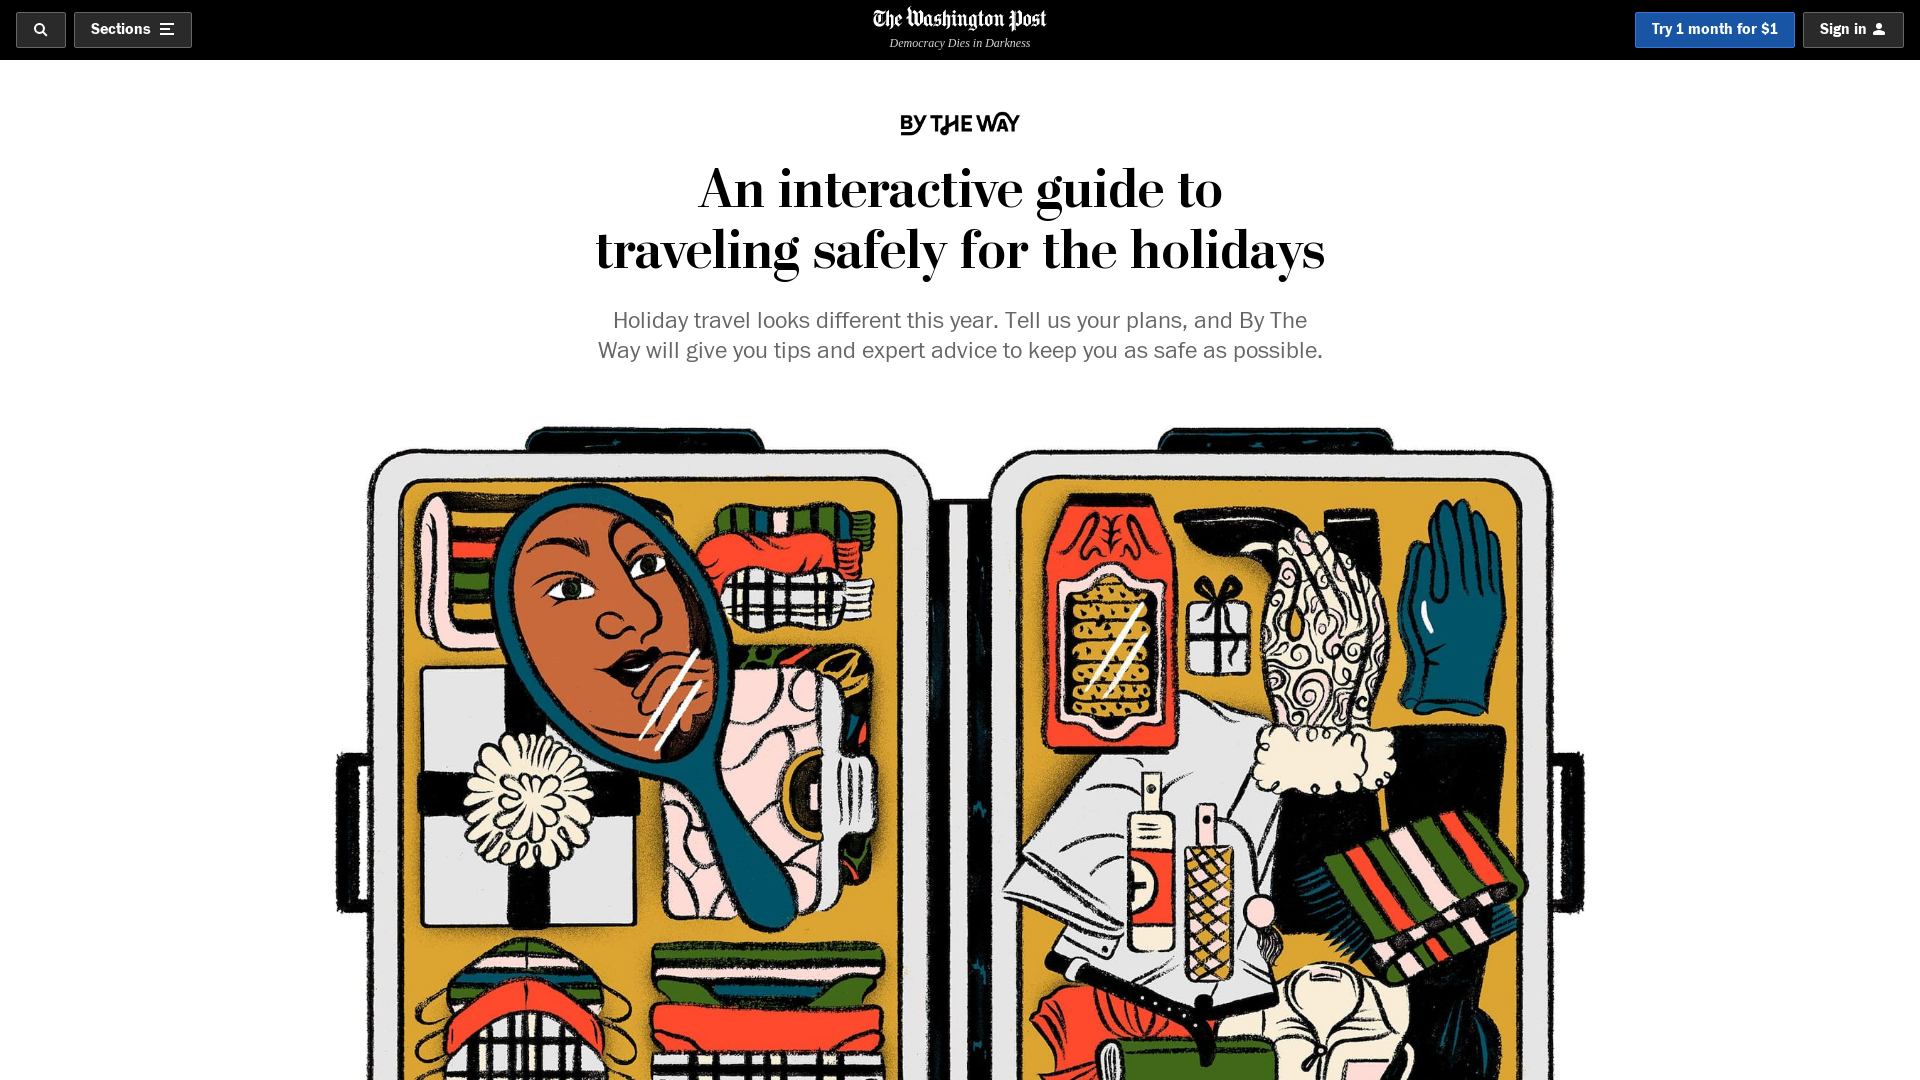 Sections
The Washington Post
Democracy Dies in Darkness
Try 1 month for $1
Sign in
BY THE WAY
An interactive guide to
traveling safely for the holidays
Holiday travel looks different this year. Tell us your plans, and By The
Way will give you tips and expert advice to keep you as safe as possible.